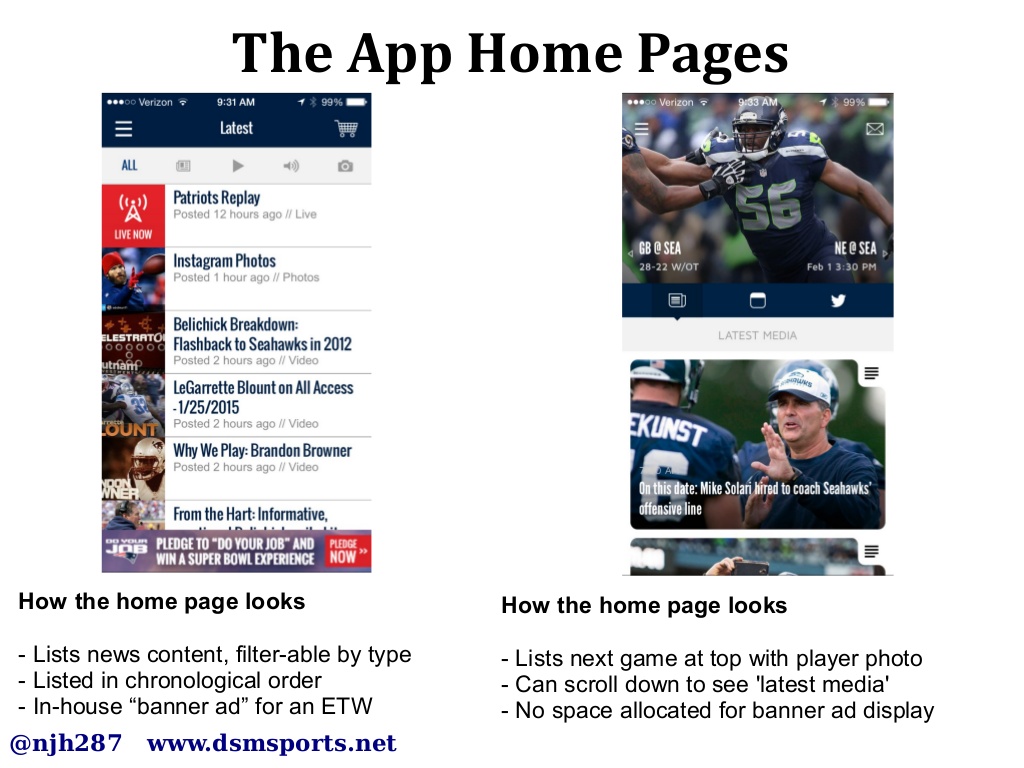 The App Home Pages
Verizon 9:31 AM 99%
Latest
ALL
LIVE NOW
Patriots Replay
Posted 12 hours ago // Live
Instagram Photos
Posted 1 hour ago // Photos
Belichick Breakdown:
Flashback to Seahawks in 2012
Posted 2 hours ago // Video
LeGarrette Blount on All Access
-1/25/2015
Posted 2 hours ago // Video
OUNT
Why We Play: Brandon Browner
Posted 2 hours ago // Video
From the Hart: Informative,
DO YOUR
JOB
PLEDGE TO “DO YOUR JOB” AND
WIN A SUPER BOWL EXPERIENCE
PLEDGE
NOW >>
Verizon 9:33 AM 99%
56
GB @ SEA
28-22 W/OT
NE @ SEA
Feb 1 3:30 PM
LATEST MEDIA
EKUNST
SEAHAWKS
On this date: Mike Solari hired to coach Seahawks'
offensive line
How the home page looks
- Lists news content, filter-able by type
- Listed in chronological order
- In-house “banner ad” for an ETW
How the home page looks
- Lists next game at top with player photo
- Can scroll down to see 'latest media'
- No space allocated for banner ad display
@njh287 www.dsmsports.net